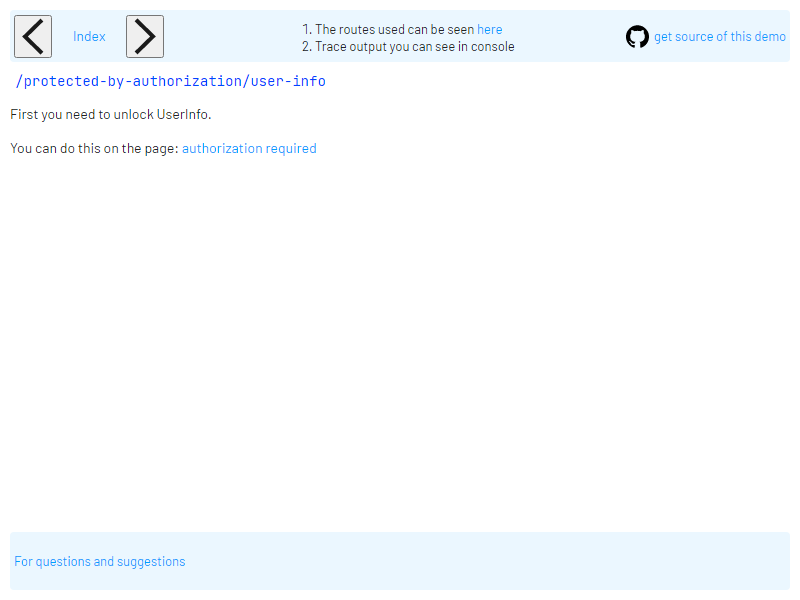 Index
1. The routes used can be seen here
2. Trace output you can see in console
get source of this demo
/protected-by-authorization/user-info
First you need to unlock UserInfo.
You can do this on the page: authorization required
For questions and suggestions